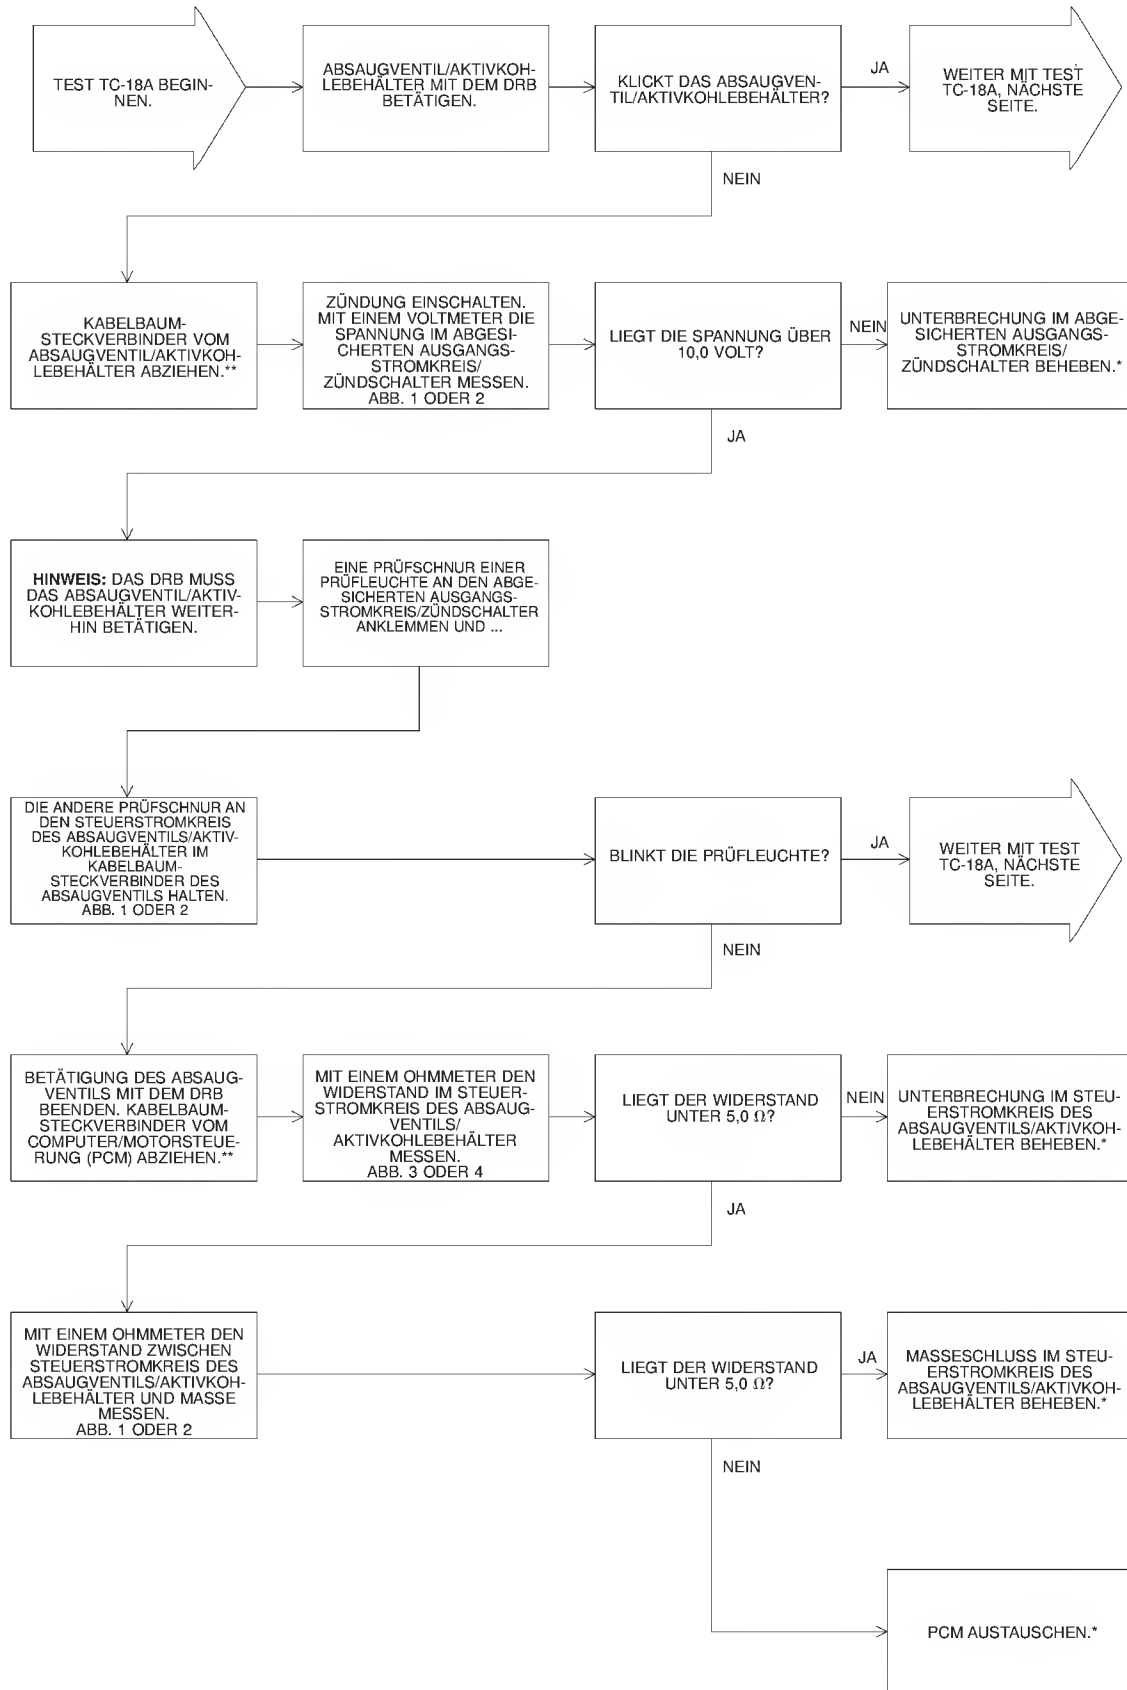 TEST TC-18A BEGIN-
NEN.
ABSAUGVENTIL/AKTIVKOH-
LEBEHÄLTER MIT DEM DRB
BETÄTIGEN.
KLICKT DAS ABSAUGVEN-
TIL/AKTIVKOHLEBEHÄLTER?
JA
WEITER MIT TEST
TC-18A, NÄCHSTE
SEITE.
NEIN
KABELBAUM-
STECKVERBINDER VOM
ABSAUGVENTIL/AKTIVKOH-
LEBEHÄLTER ABZIEHEN.**
ZÜNDUNG EINSCHALTEN.
MIT EINEM VOLTMETER DIE
SPANNUNG IM ABGESI-
CHERTEN AUSGANGS-
STROMKREIS/
ZÜNDSCHALTER MESSEN.
ABB. 1 ODER 2
LIEGT DIE SPANNUNG ÜBER
10,0 VOLT?
NEIN
UNTERBRECHUNG IM ABGE-
SICHERTEN AUSGANGS-
STROMKREIS/
ZÜNDSCHALTER BEHEBEN.*
JA
HINWEIS: DAS DRB MUSS
DAS ABSAUGVENTIL/AKTIV-
KOHLEBEHÄLTER WEITER-
HIN BETÄTIGEN.
EINE PRÜFSCHNUR EINER
PRÜFLEUCHTE AN DEN ABGE-
SICHERTEN AUSGANGS-
STROMKREIS/ZÜNDSCHALTER
ANKLEMMEN UND ...
DIE ANDERE PRÜFSCHNUR AN
DEN STEUERSTROMKREIS
DES ABSAUGVENTILS/AKTIV-
KOHLEBEHÄLTER IM
KABELBAUM-
STECKVERBINDER DES
ABSAUGVENTILS HALTEN.
ABB. 1 ODER 2
BLINKT DIE PRÜFLEUCHTE?
JA
WEITER MIT TEST
TC-18A, NÄCHSTE
SEITE.
NEIN
BETÄTIGUNG DES ABSAUG-
VENTILS MIT DEM DRB
BEENDEN. KABELBAUM-
STECKVERBINDER VOM
COMPUTER/MOTORSTEUE-
RUNG (PCM) ABZIEHEN.**
MIT EINEM OHMMETER DEN
WIDERSTAND IM STEUER-
STROMKREIS DES ABSAUG-
VENTILS/
AKTIVKOHLEBEHÄLTER
MESSEN.
ABB. 3 ODER 4
LIEGT DER WIDERSTAND
UNTER 5,0 Ω?
NEIN
UNTERBRECHUNG IM STEU-
ERSTROMKREIS DES
ABSAUGVENTILS/AKTIVKOH-
LEBEHÄLTER BEHEBEN.*
JA
MIT EINEM OHMMETER DEN
WIDERSTAND ZWISCHEN
STEUERSTROMKREIS DES
ABSAUGVENTILS/AKTIVKOH-
LEBEHÄLTER UND MASSE
MESSEN.
ABB. 1 ODER 2
LIEGT DER WIDERSTAND
UNTER 5,0 Ω?
JA
MASSESCHLUSS IM STEU-
ERSTROMKREIS DES
ABSAUGVENTILS/AKTIVKOH-
LEBEHÄLTER BEHEBEN.*
NEIN
PCM AUSTAUSCHEN.*